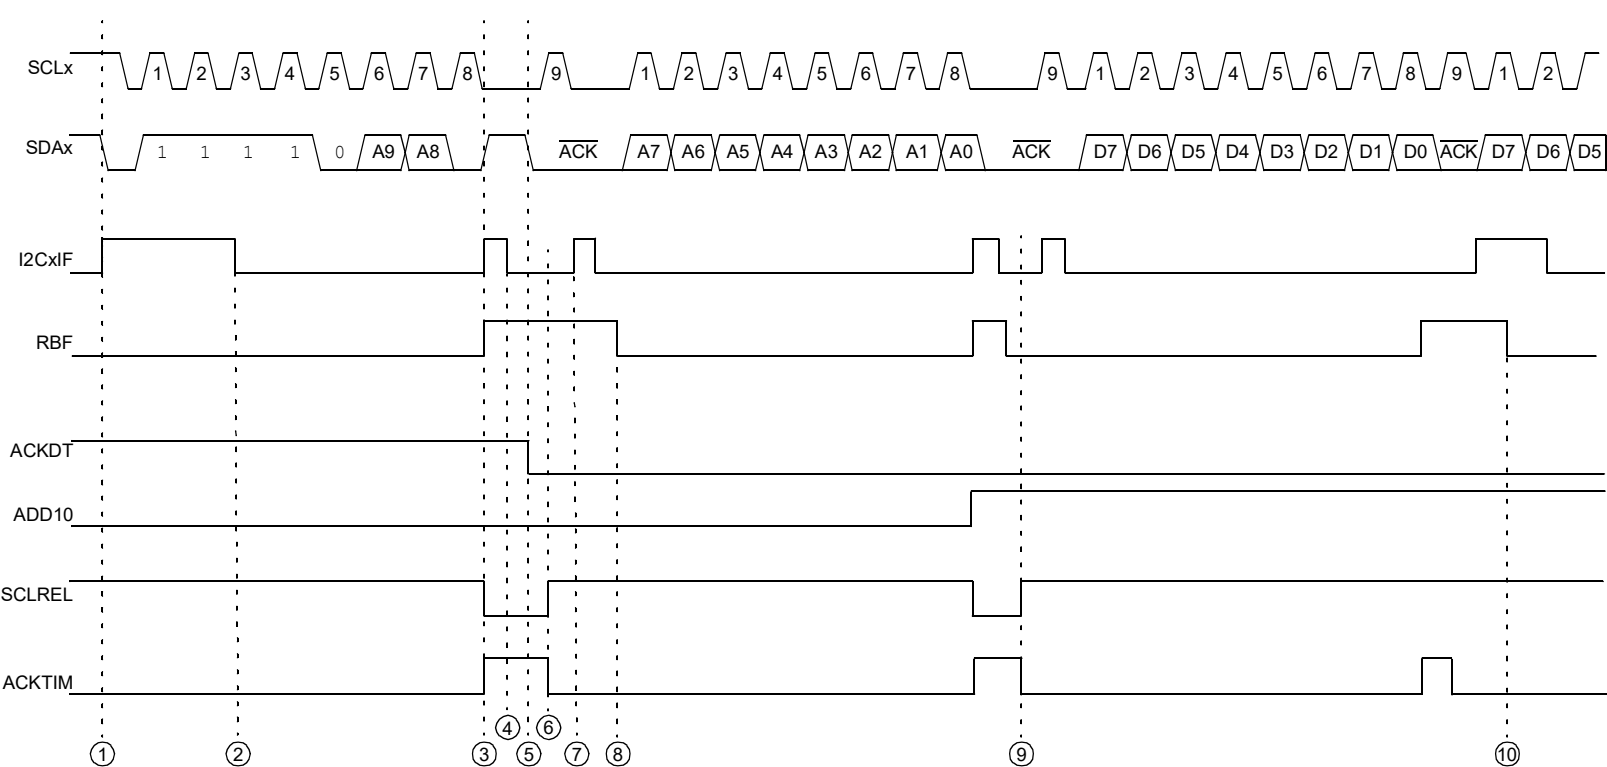 SCLx 1 2 3 4 5 6 7 8 9 1 2 3 4 5 6 7 8 9 1 2 3 4 5 6 7 8 9 1 2
SDAx 1 1 1 1 0 A9 A8 ACK A7 A6 A5 A4 A3 A2 A1 A0 ACK D7 D6 D5 D4 D3 D2 D1 D0 ACK D7 D6 D5
I2CxIF
RBF
ACKDT
ADD10
SCLREL
ACKTIM
4 6
1 2 3 5 7 8 9 10